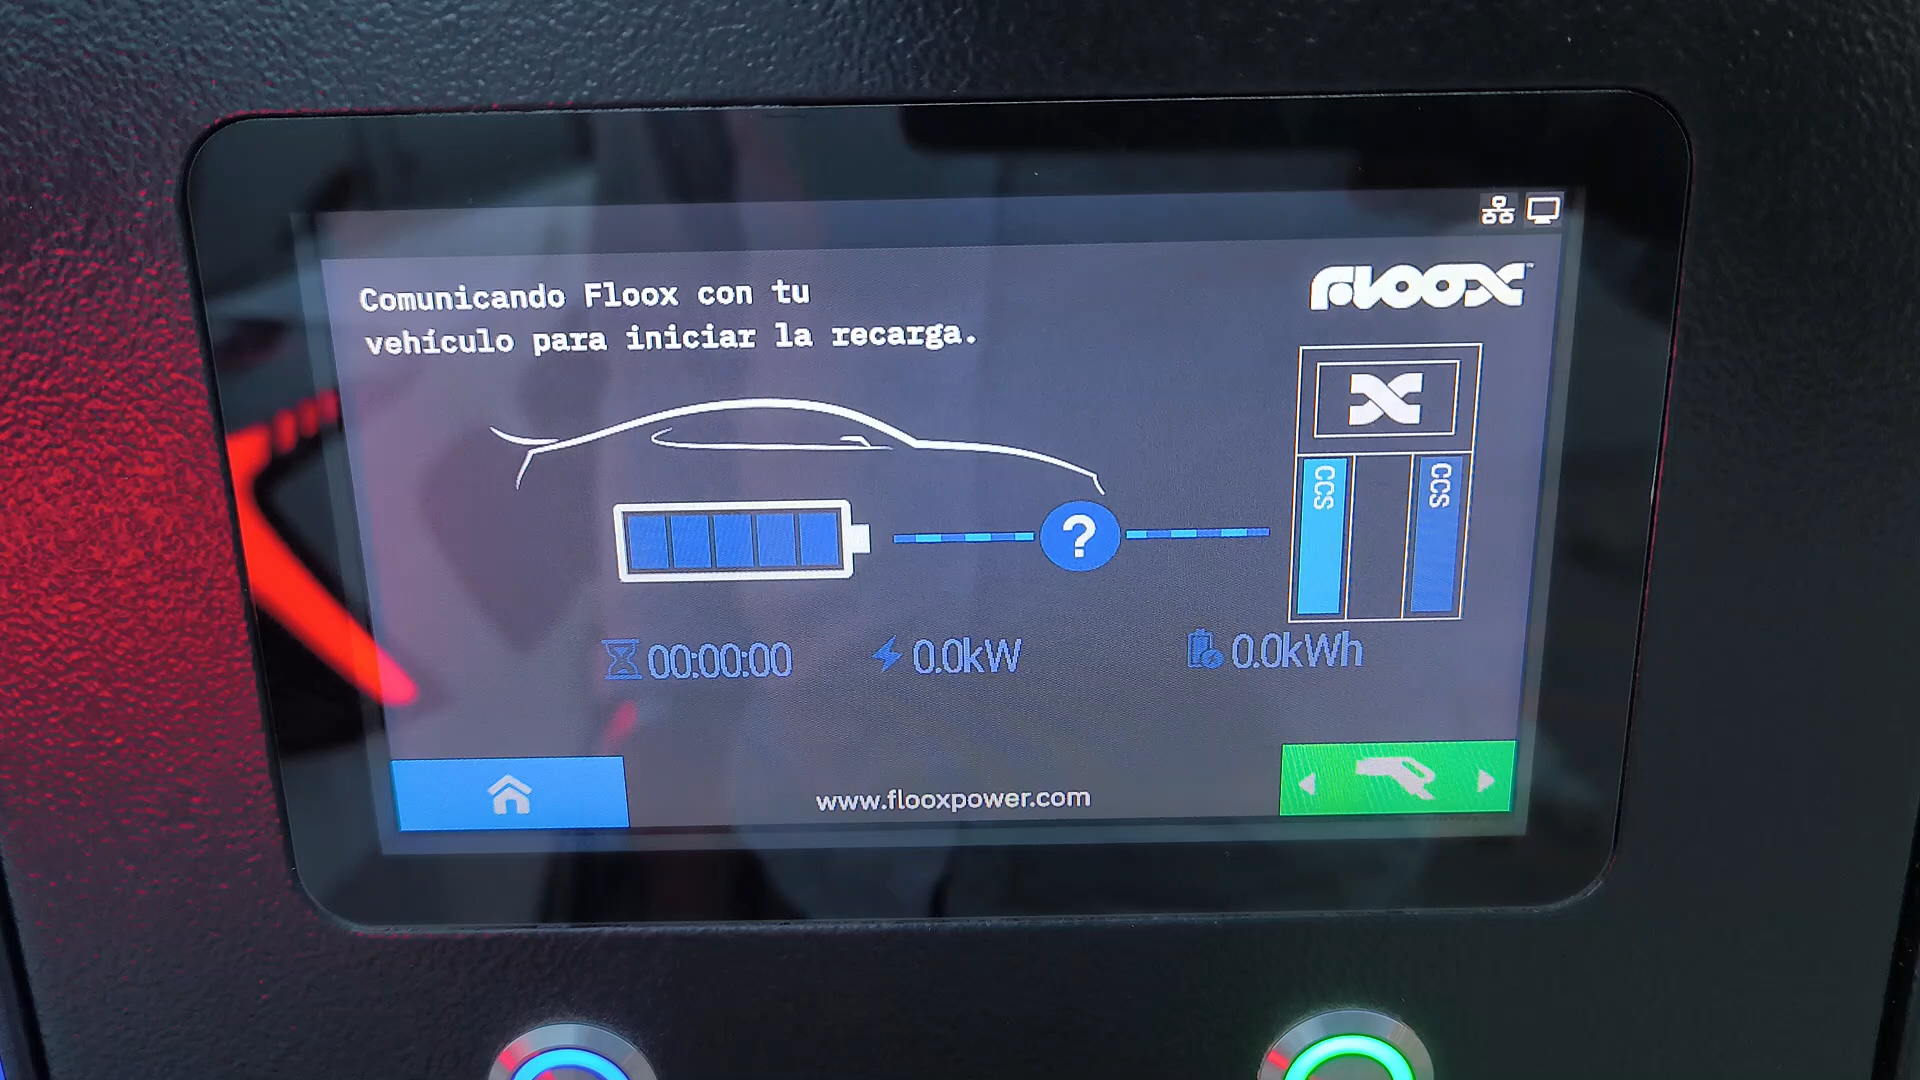 Comunicando Floox con tu
vehículo para iniciar la recarga.
FLOOX™
CCS
CCS
?
00:00:00
0.0kW
0.0kWh
www.flooxpower.com